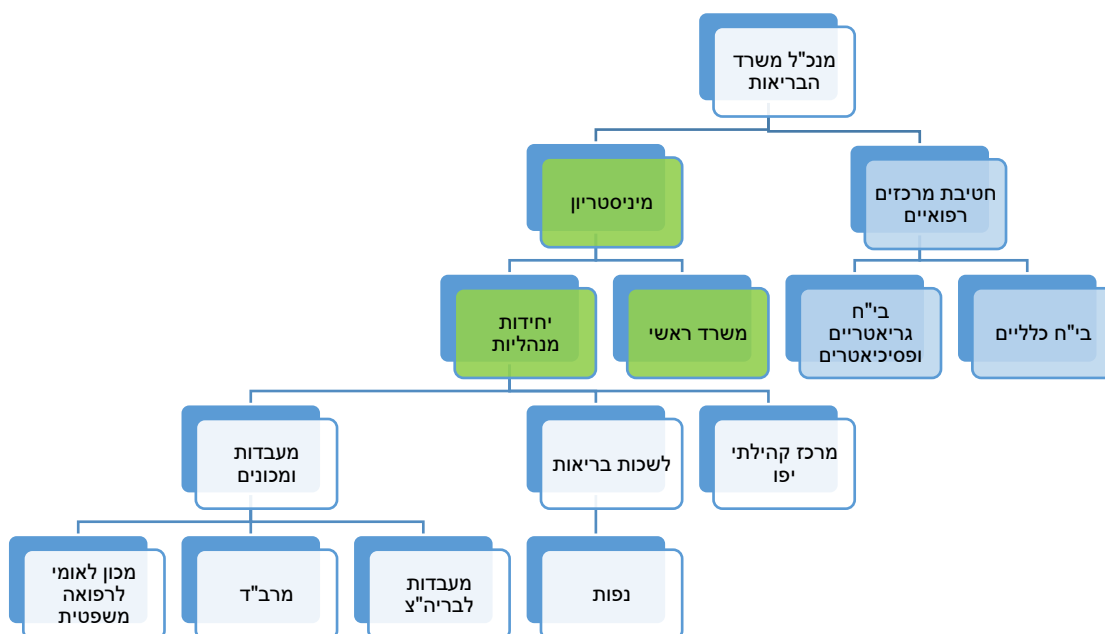 מנכ"ל משרד
הבריאות
חטיבת מרכזים
רפואיים
מיניסטריון
בי"ח כלליים
בי"ח
גריאטריים
ופסיכיאטרים
משרד ראשי
יחידות
מנהליות
מרכז קהילתי
יפו
לשכות בריאות
מעבדות
ומכונים
נפות
מעבדות
לבריה"צ
מרב"ד
מכון לאומי
לרפואה
משפטית